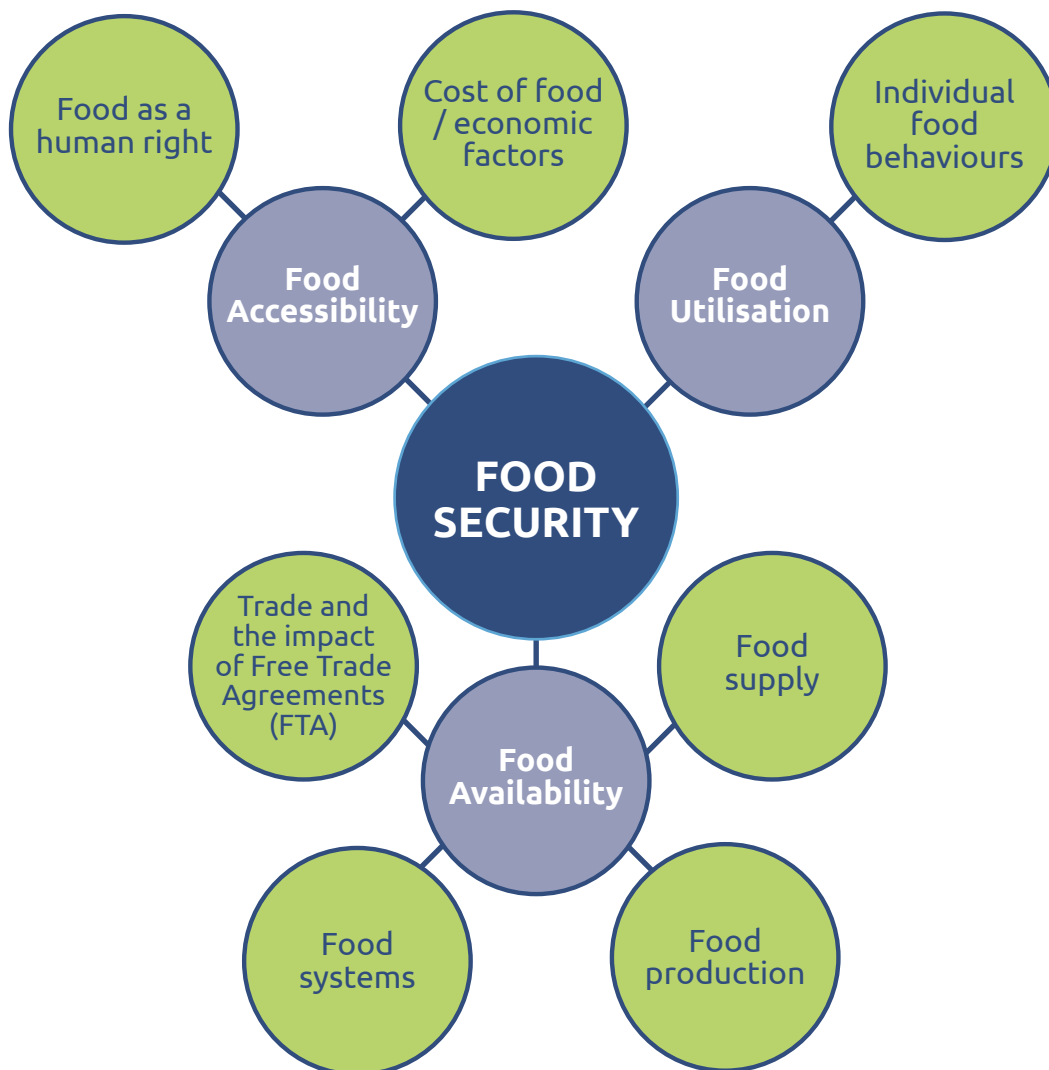 Food as a
human right
Cost of food
/ economic
factors
Individual
food
behaviours
Food
Accessibility
Food
Utilisation
FOOD
SECURITY
Trade and
the impact
of Free Trade
Agreements
(FTA)
Food
supply
Food
Availability
Food
systems
Food
production